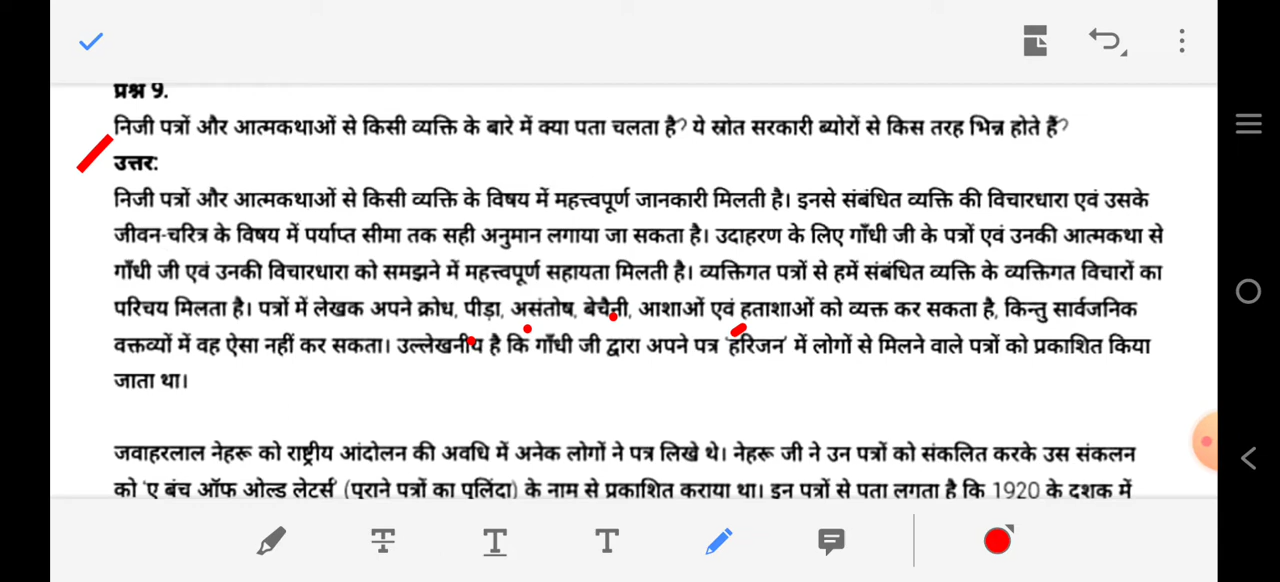 प्रश्न 9.
निजी पत्रों और आत्मकथाओं से किसी व्यक्ति के बारे में क्या पता चलता है? ये स्रोत सरकारी ब्योरों से किस तरह भिन्न होते हैं?
उत्तर:
निजी पत्रों और आत्मकथाओं से किसी व्यक्ति के विषय में महत्त्वपूर्ण जानकारी मिलती है। इनसे संबंधित व्यक्ति की विचारधारा एवं उसके
जीवन-चरित्र के विषय में पर्याप्त सीमा तक सही अनुमान लगाया जा सकता है। उदाहरण के लिए गाँधी जी के पत्रों एवं उनकी आत्मकथा से
गाँधी जी एवं उनकी विचारधारा को समझने में महत्त्वपूर्ण सहायता मिलती है। व्यक्तिगत पत्रों से हमें संबंधित व्यक्ति के व्यक्तिगत विचारों का
परिचय मिलता है। पत्रों में लेखक अपने क्रोध, पीड़ा, असंतोष, बेचैनी, आशाओं एवं हताशाओं को व्यक्त कर सकता है, किन्तु सार्वजनिक
वक्तव्यों में वह ऐसा नहीं कर सकता। उल्लेखनीय है कि गाँधी जी द्वारा अपने पत्र 'हरिजन' में लोगों से मिलने वाले पत्रों को प्रकाशित किया
जाता था।
जवाहरलाल नेहरू को राष्ट्रीय आंदोलन की अवधि में अनेक लोगों ने पत्र लिखे थे। नेहरू जी ने उन पत्रों को संकलित करके उस संकलन
को 'ए बंच ऑफ ओल्ड लेटर्स' (पुराने पत्रों का पुलिंदा) के नाम से प्रकाशित कराया था। इन पत्रों से पता लगता है कि 1920 के दशक में